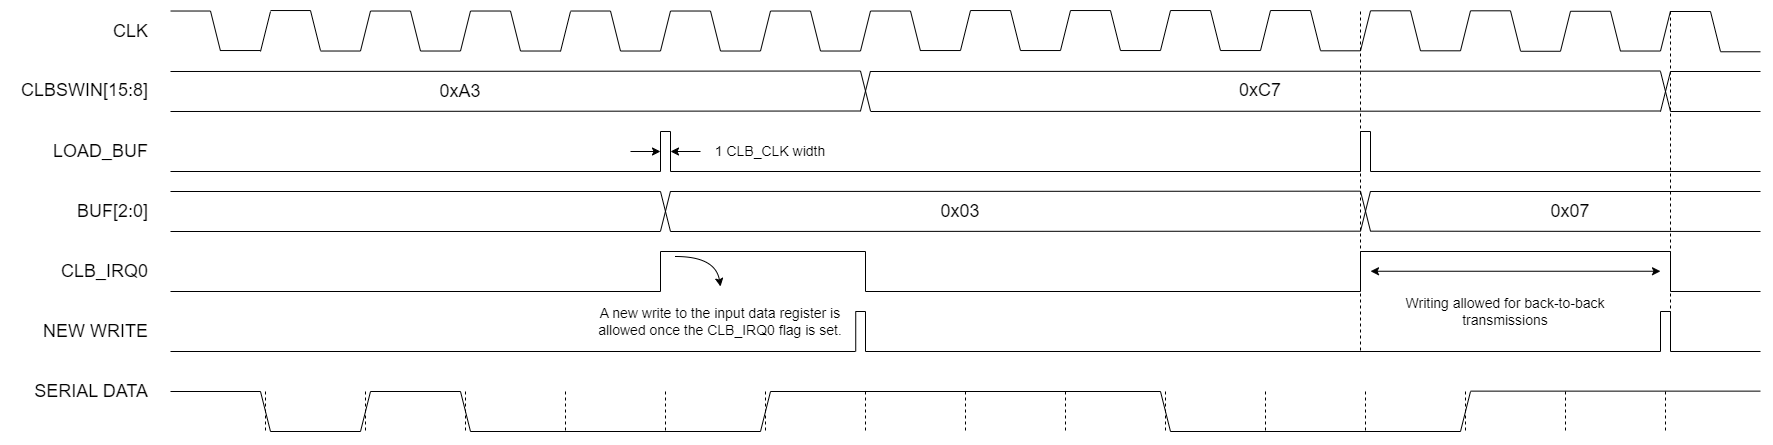 CLK
CLBSWIN[15:8]
0xA3
0xC7
LOAD_BUF
1 CLB_CLK width
BUF[2:0]
0x03
0x07
CLB_IRQ0
A new write to the input data register is
allowed once the CLB_IRQ0 flag is set.
Writing allowed for back-to-back
transmissions
NEW WRITE
SERIAL DATA